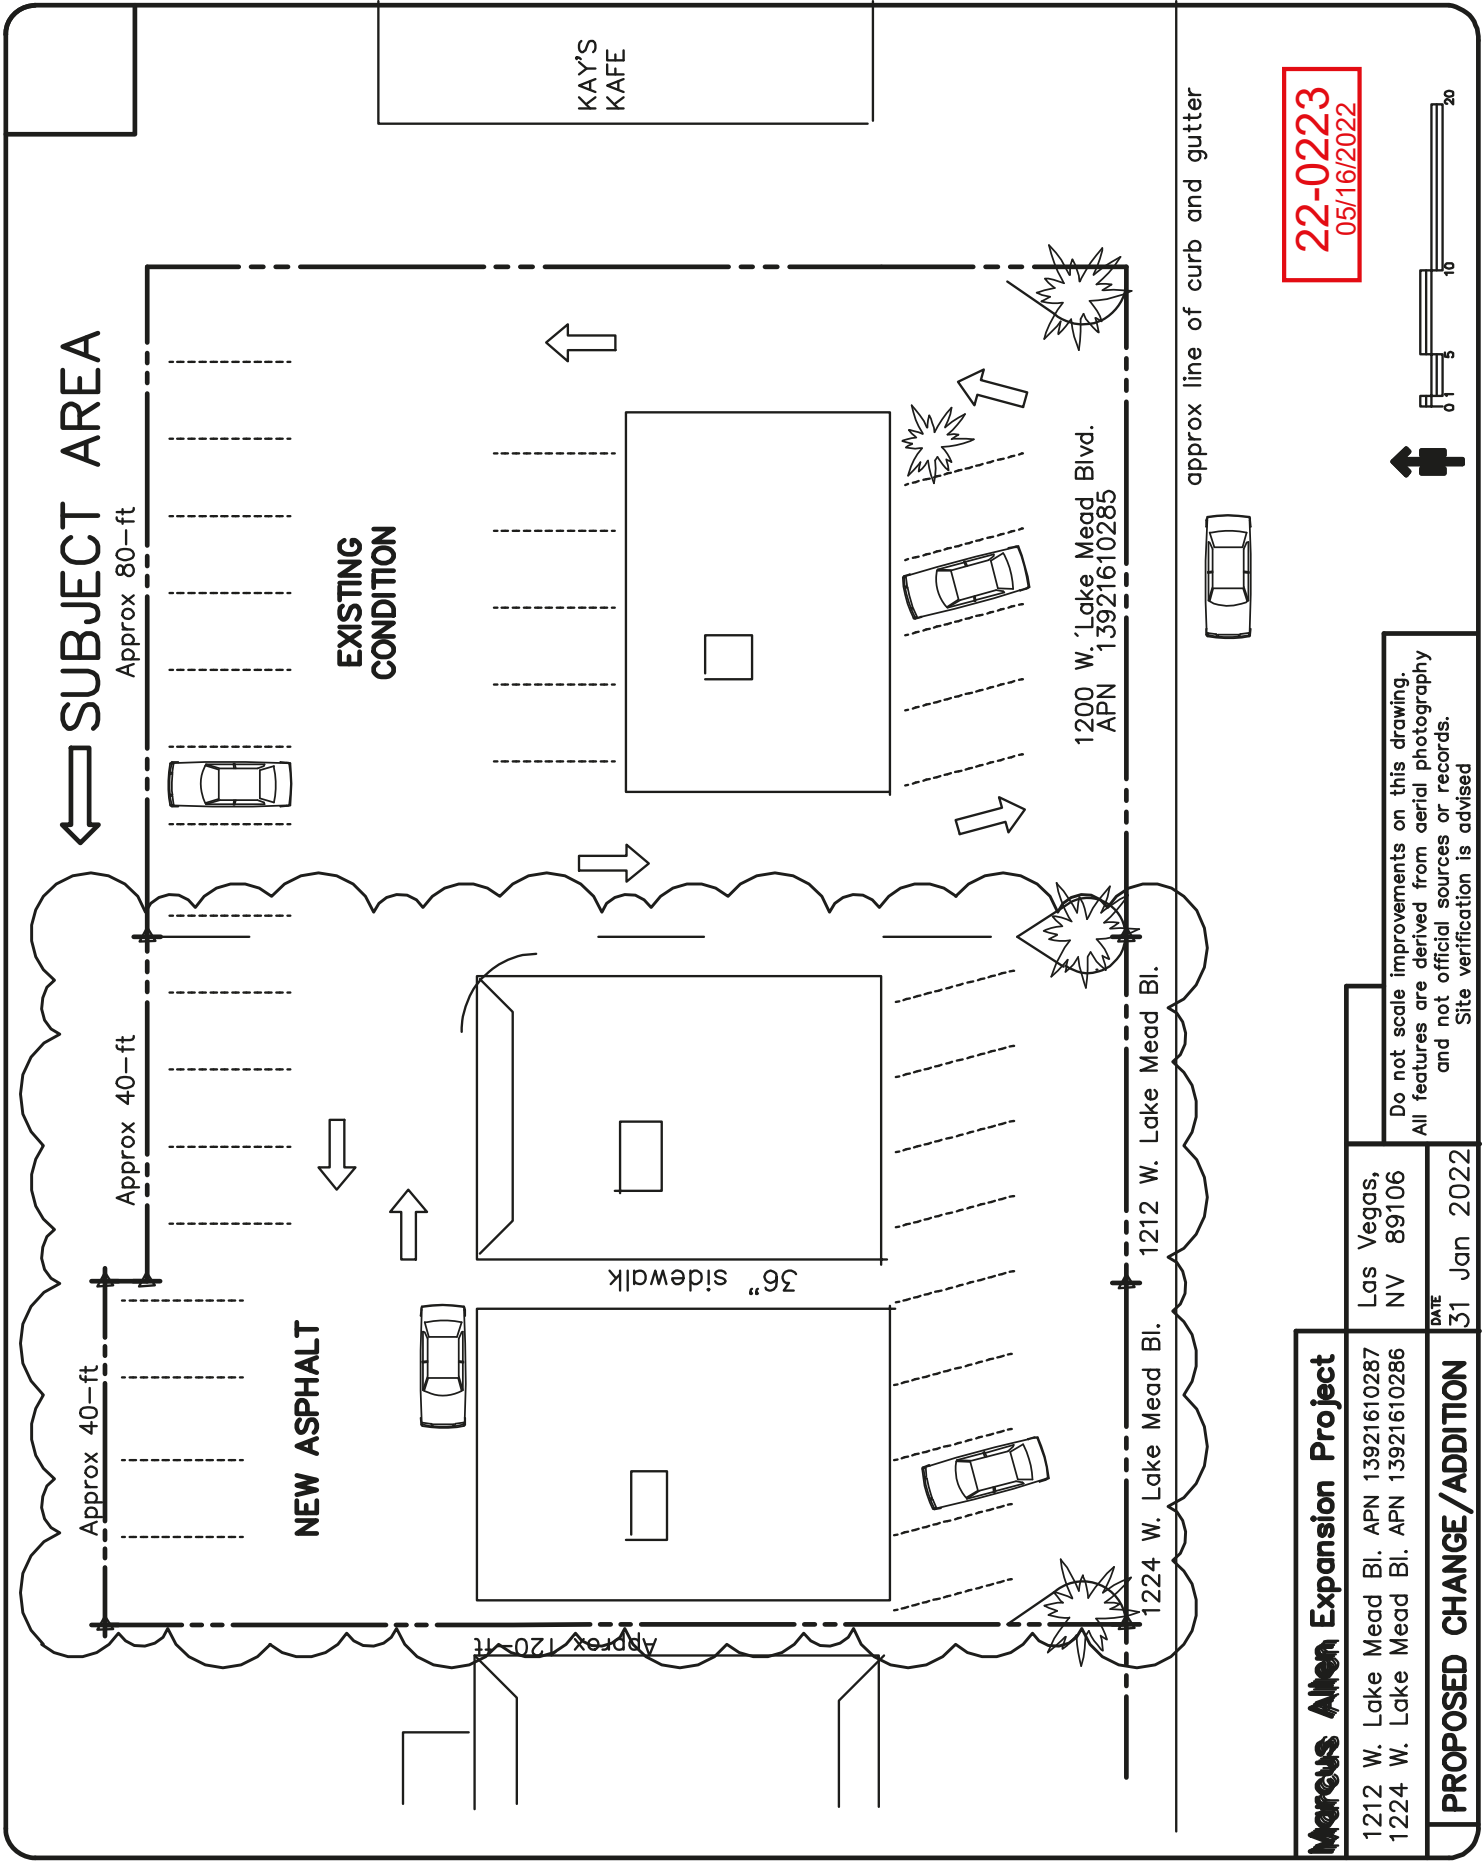 KAY'S
KAFE
SUBJECT AREA
Approx 80-ft
Approx 40-ft
Approx 40-ft
EXISTING
CONDITION
NEW ASPHALT
36" sidewalk
Approx 120-ft
1200 W. Lake Mead Blvd.
APN 13921610285
1212 W. Lake Mead Bl.
1224 W. Lake Mead Bl.
approx line of curb and gutter
22-0223
05/16/2022
0 1 5 10 20
Do not scale improvements on this drawing.
All features are derived from aerial photography
and not official sources or records.
Site verification is advised
Marcus Allen Expansion Project
1212 W. Lake Mead Bl. APN 13921610287
1224 W. Lake Mead Bl. APN 13921610286
Las Vegas,
NV 89106
PROPOSED CHANGE/ADDITION
DATE
31 Jan 2022